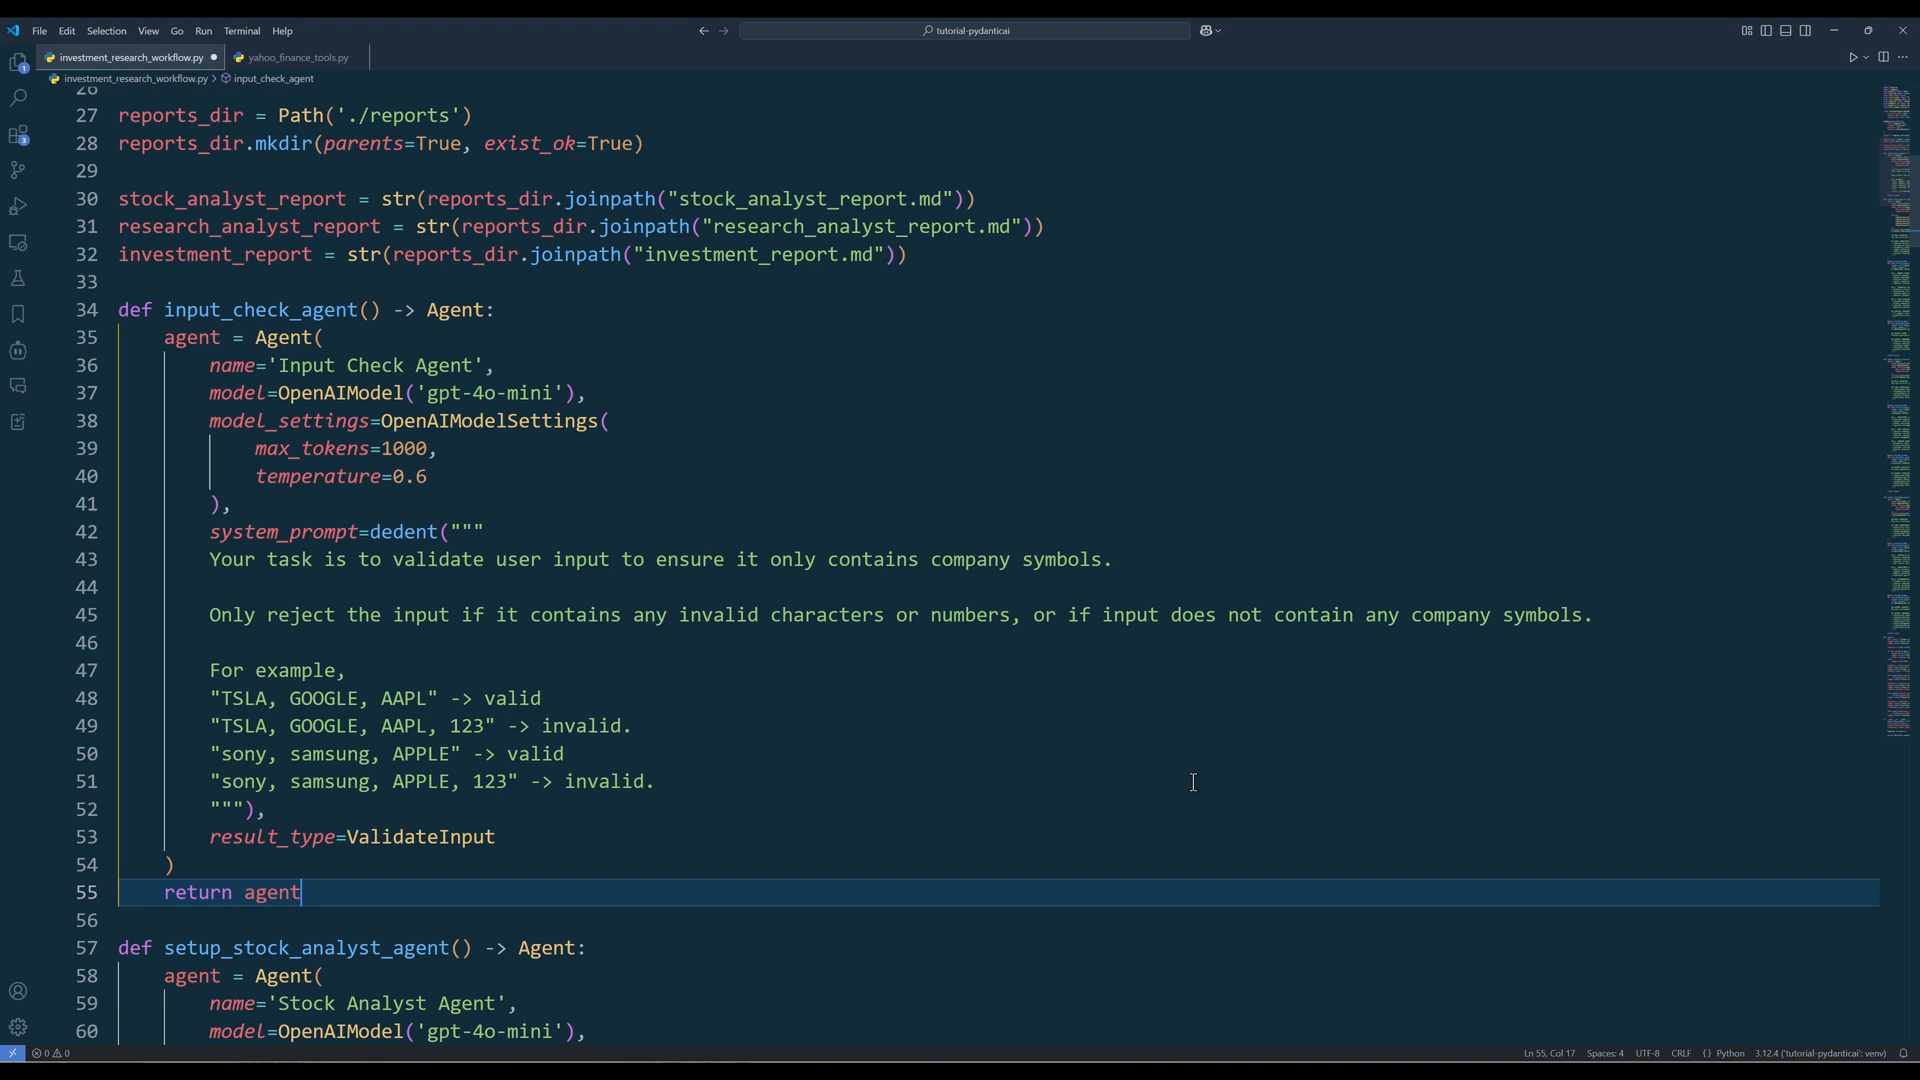 File Edit Selection View Go Run Terminal Help
tutorial-pydanticai
investment_research_workflow.py yahoo_finance_tools.py
investment_research_workflow.py > input_check_agent
26
27 reports_dir = Path('./reports')
28 reports_dir.mkdir(parents=True, exist_ok=True)
29
30 stock_analyst_report = str(reports_dir.joinpath("stock_analyst_report.md"))
31 research_analyst_report = str(reports_dir.joinpath("research_analyst_report.md"))
32 investment_report = str(reports_dir.joinpath("investment_report.md"))
33
34 def input_check_agent() -> Agent:
35 agent = Agent(
36 name='Input Check Agent',
37 model=OpenAIModel('gpt-4o-mini'),
38 model_settings=OpenAIModelSettings(
39 max_tokens=1000,
40 temperature=0.6
41 ),
42 system_prompt=dedent("""
43 Your task is to validate user input to ensure it only contains company symbols.
44
45 Only reject the input if it contains any invalid characters or numbers, or if input does not contain any company symbols.
46
47 For example,
48 "TSLA, GOOGLE, AAPL" -> valid
49 "TSLA, GOOGLE, AAPL, 123" -> invalid.
50 "sony, samsung, APPLE" -> valid
51 "sony, samsung, APPLE, 123" -> invalid.
52 """),
53 result_type=ValidateInput
54 )
55 return agent
56
57 def setup_stock_analyst_agent() -> Agent:
58 agent = Agent(
59 name='Stock Analyst Agent',
60 model=OpenAIModel('gpt-4o-mini'),
0 0 Ln 55, Col 17 Spaces: 4 UTF-8 CRLF {} Python 3.12.4 ('tutorial-pydanticai': venv)